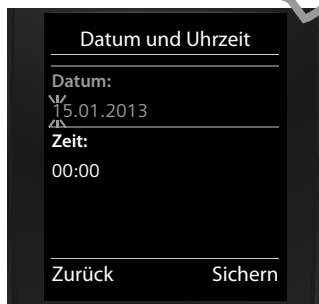 Datum und Uhrzeit
Datum:
15.01.2013
Zeit:
00:00
Zurück Sichern